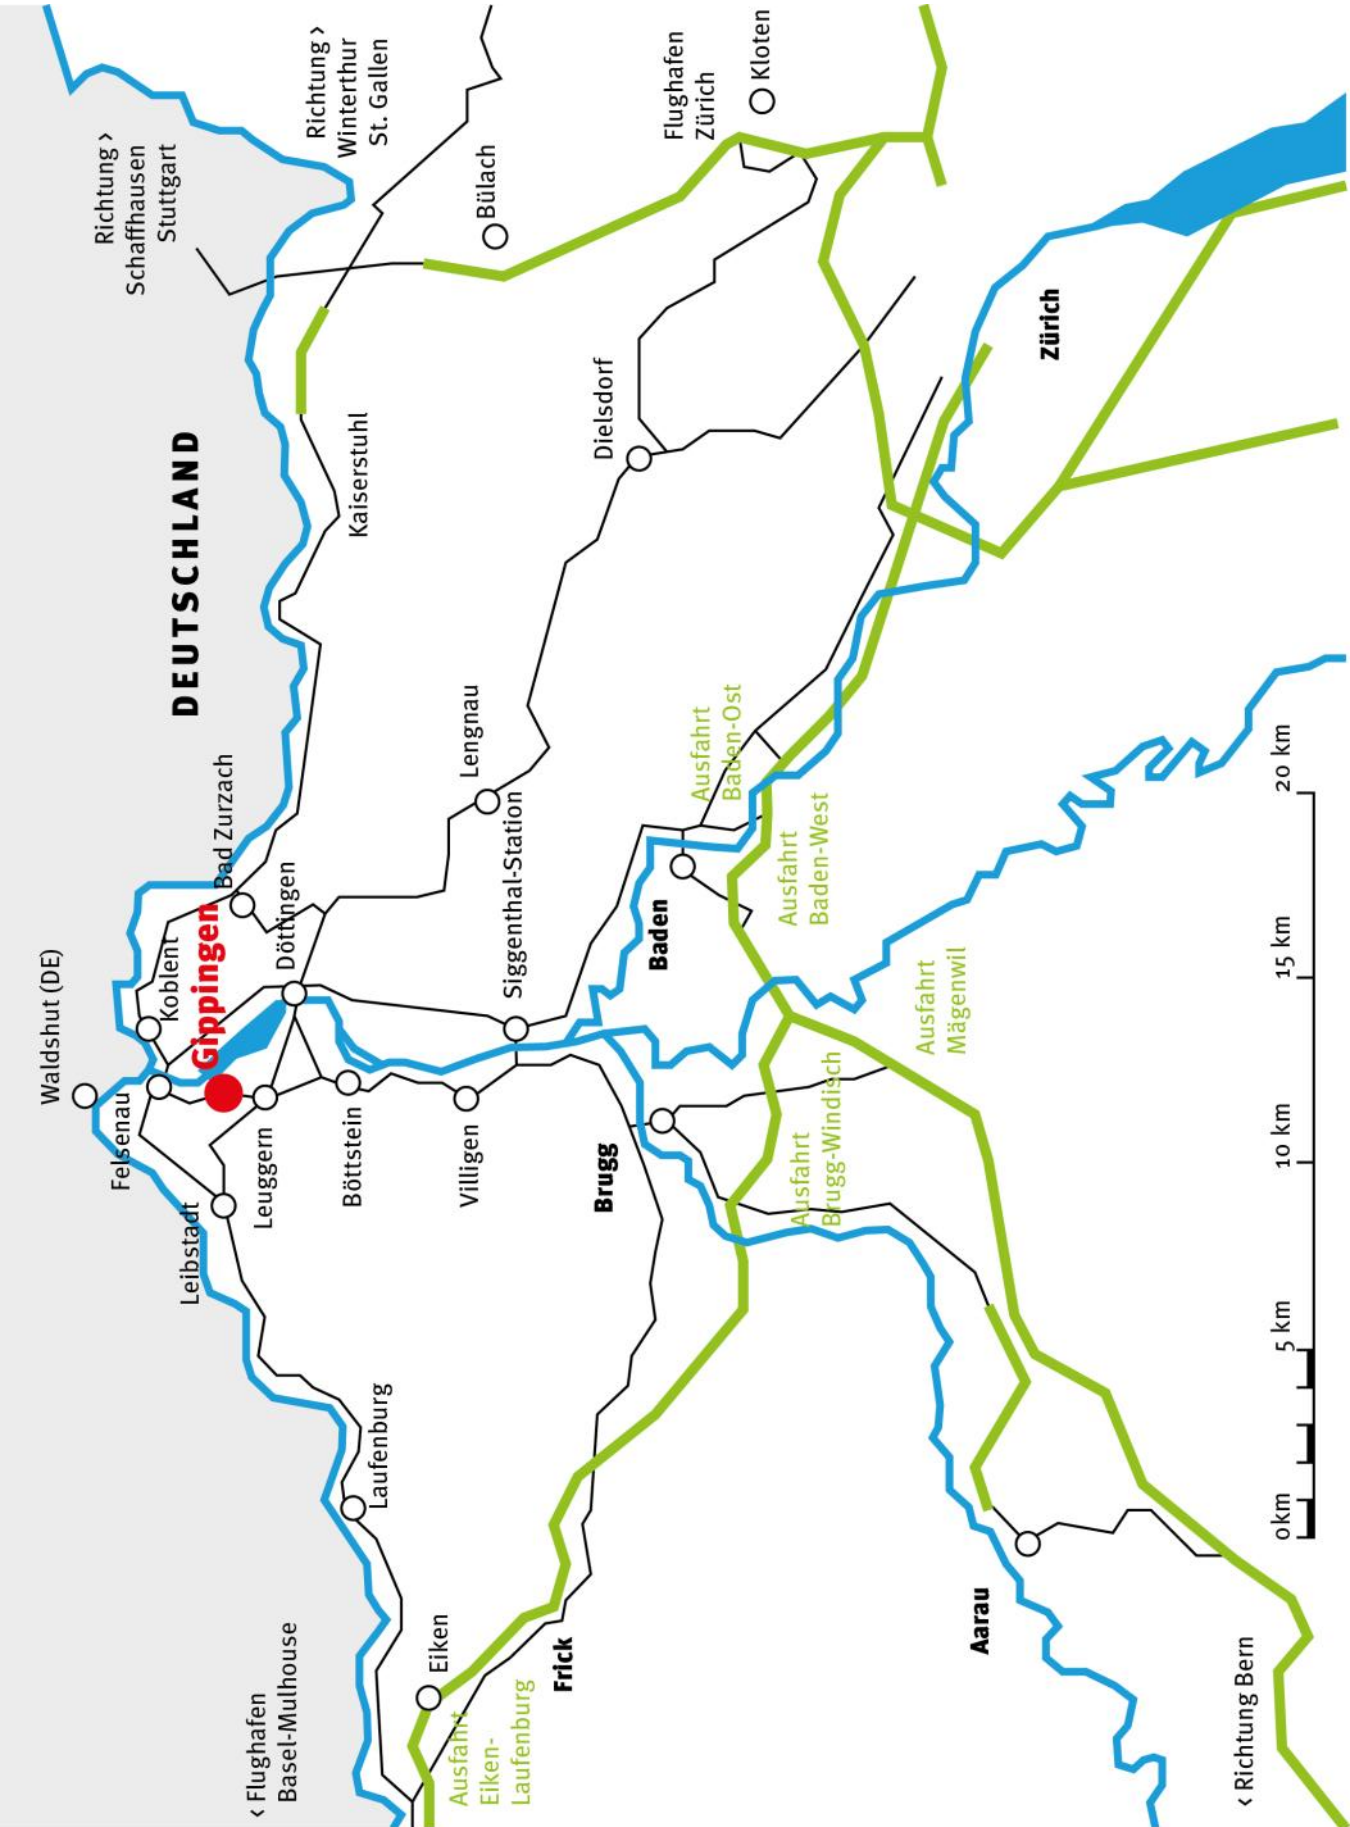 Waldshut (DE)
Felsenau
Koblent
Gippingen
Bad Zurzach
DEUTSCHLAND
Richtung >
Schaffhausen
Stuttgart
Richtung >
Winterthur
St. Gallen
Kaiserstuhl
Bülach
Leibstadt
Leuggern
Döttingen
Böttstein
Villigen
Siggenthal-Station
Lengnau
Dielsdorf
Flughafen
Zürich
Kloten
< Flughafen
Basel-Mulhouse
Laufenburg
Eiken
Ausfahrt
Eiken-
Laufenburg
Frick
Brugg
Baden
Ausfahrt
Baden-Ost
Ausfahrt
Baden-West
Ausfahrt
Brugg-Windisch
Ausfahrt
Mägenwil
Zürich
Aarau
< Richtung Bern
0km
5 km
10 km
15 km
20 km